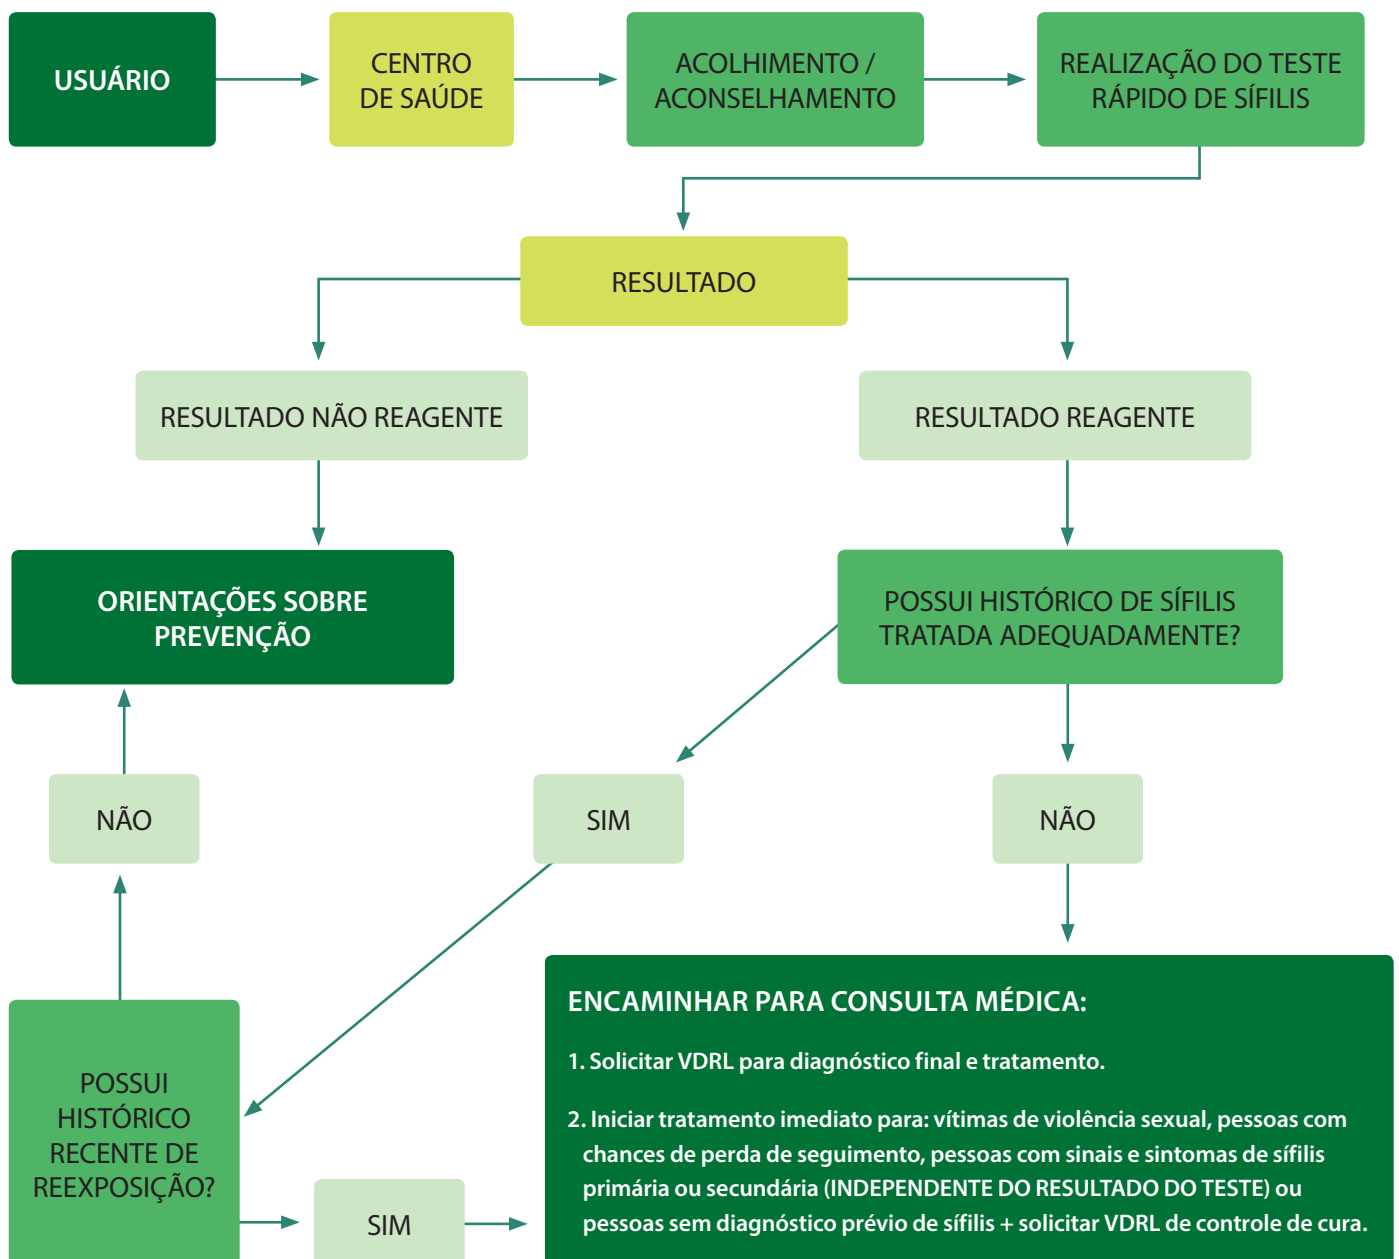 USUÁRIO
CENTRO
DE SAÚDE
ACOLHIMENTO /
ACONSELHAMENTO
REALIZAÇÃO DO TESTE
RÁPIDO DE SÍFILIS
RESULTADO
RESULTADO NÃO REAGENTE
RESULTADO REAGENTE
ORIENTAÇÕES SOBRE
PREVENÇÃO
POSSUI HISTÓRICO DE SÍFILIS
TRATADA ADEQUADAMENTE?
NÃO
SIM
NÃO
POSSUI
HISTÓRICO
RECENTE DE
REEXPOSIÇÃO?
SIM
ENCAMINHAR PARA CONSULTA MÉDICA:
1. Solicitar VDRL para diagnóstico final e tratamento.
2. Iniciar tratamento imediato para: vítimas de violência sexual, pessoas com
chances de perda de seguimento, pessoas com sinais e sintomas de sífilis
primária ou secundária (INDEPENDENTE DO RESULTADO DO TESTE) ou
pessoas sem diagnóstico prévio de sífilis + solicitar VDRL de controle de cura.